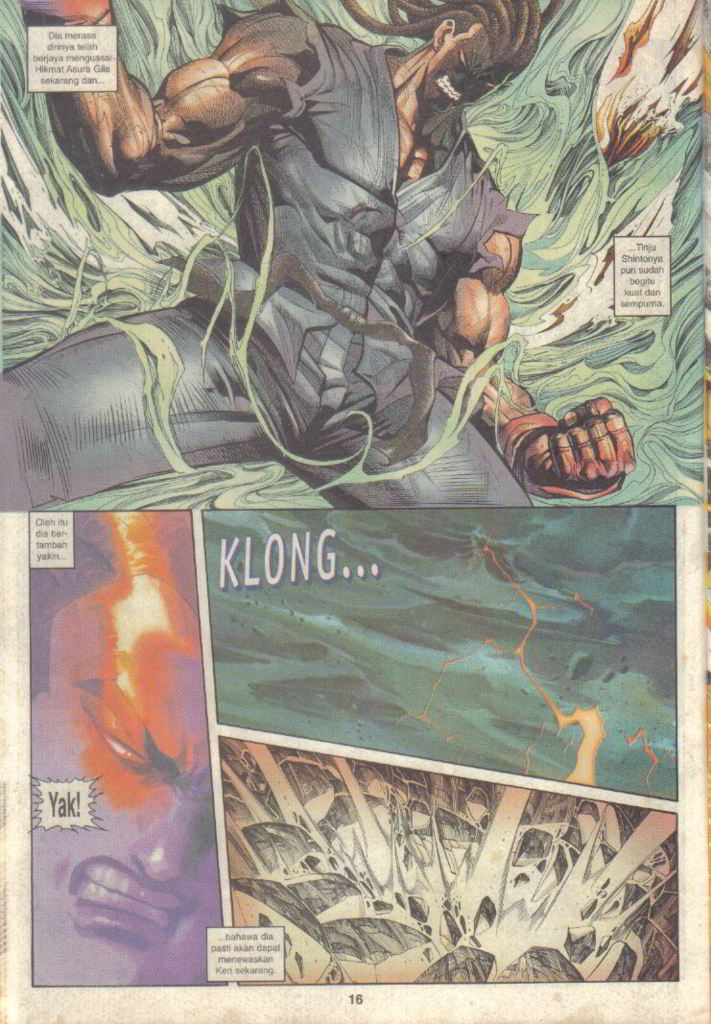 Dia merasa
dirinya telah
berjaya menguasai
Hikmat Asura Gila
sekarang dan...
...Tinju
Shintonya
pun sudah
begitu
kuat dan
sempurna.
Oleh itu
dia ber-
tambah
yakin...
KLONG...
Yak!
...bahawa dia
pasti akan dapat
menewaskan
Ken sekarang.
16